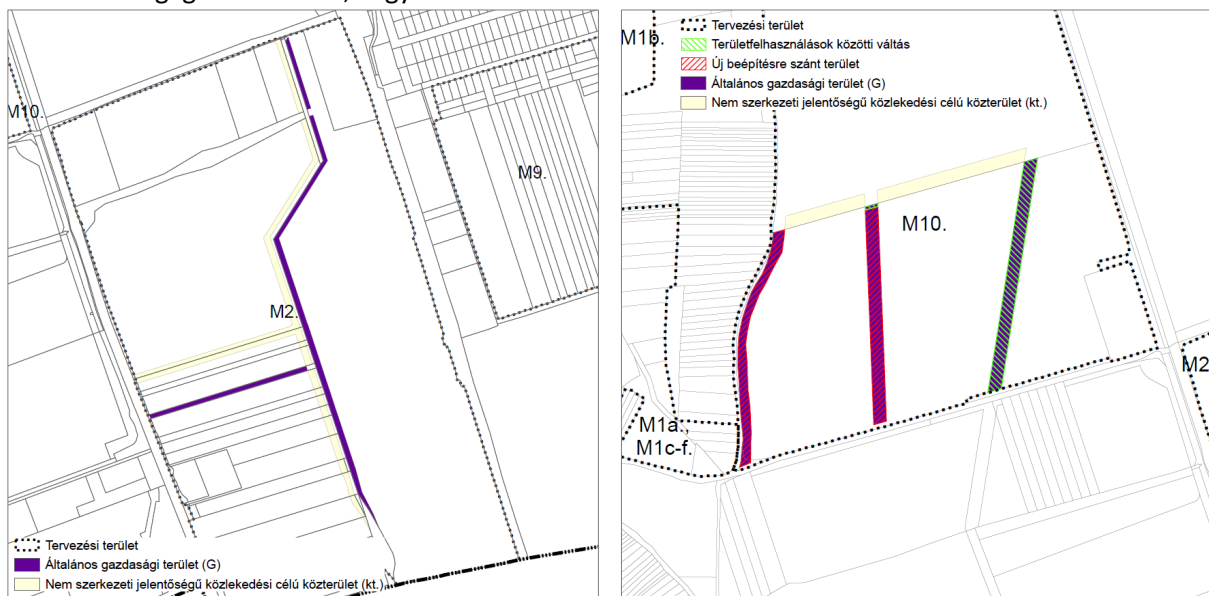 M10.
M9.
M2.
Tervezési terület
Általános gazdasági terület (G)
Nem szerkezeti jelentőségű közlekedési célú közterület (kt.)
Tervezési terület
Területfelhasználások közötti váltás
Új beépítésre szánt terület
Általános gazdasági terület (G)
Nem szerkezeti jelentőségű közlekedési célú közterület (kt.)
M1b.
M10.
M2
M1a.,
M1c-f.